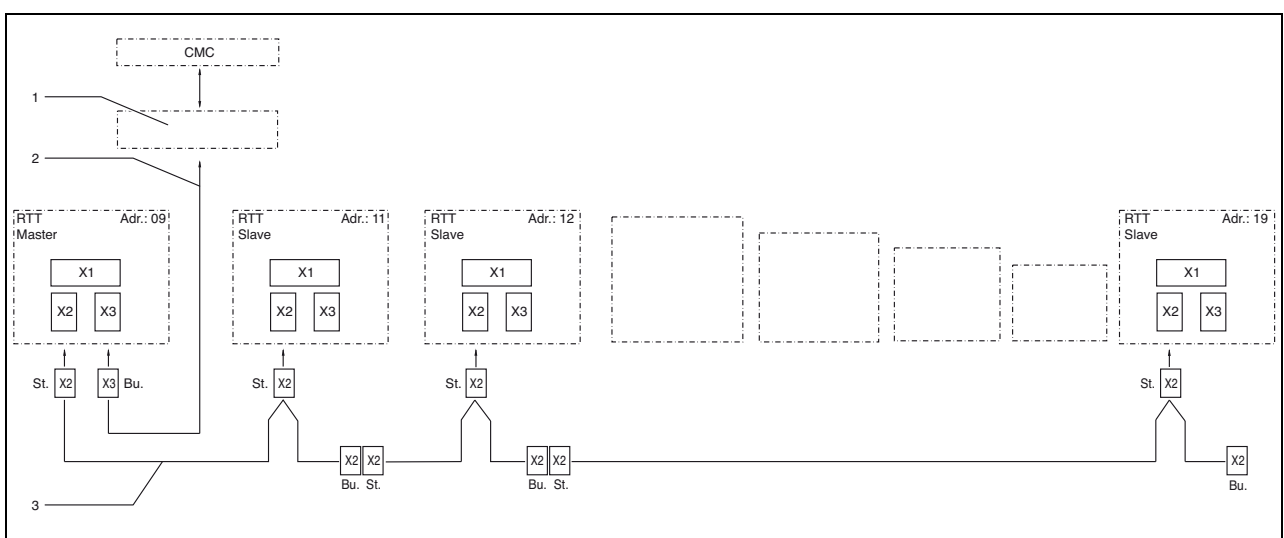 CMC
1
2
RTT Adr.: 09
Master
X1
X2 X3
RTT Adr.: 11
Slave
X1
X2 X3
RTT Adr.: 12
Slave
X1
X2 X3
RTT Adr.: 19
Slave
X1
X2 X3
St. X2 X3 Bu.
St. X2
St. X2
St. X2
X2 X2
Bu. St.
X2 X2
Bu. St.
X2
Bu.
3